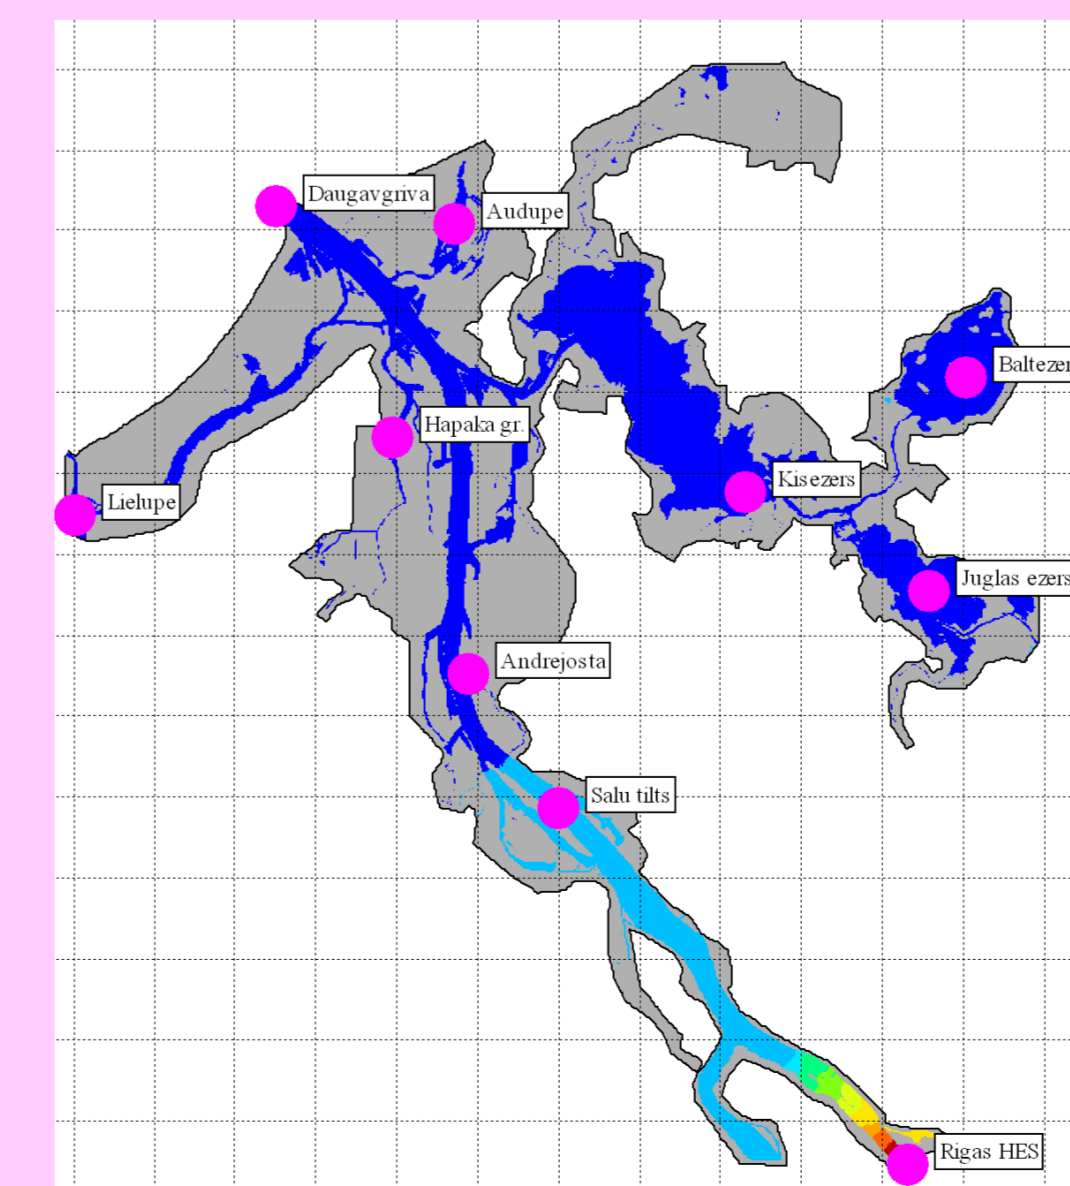 Daugavgriva
Audupe
Baltezer
Hapaka gr.
Kisezers
Lielupe
Juglas ezers
Andrejosta
Salu tilts
Rigas HES